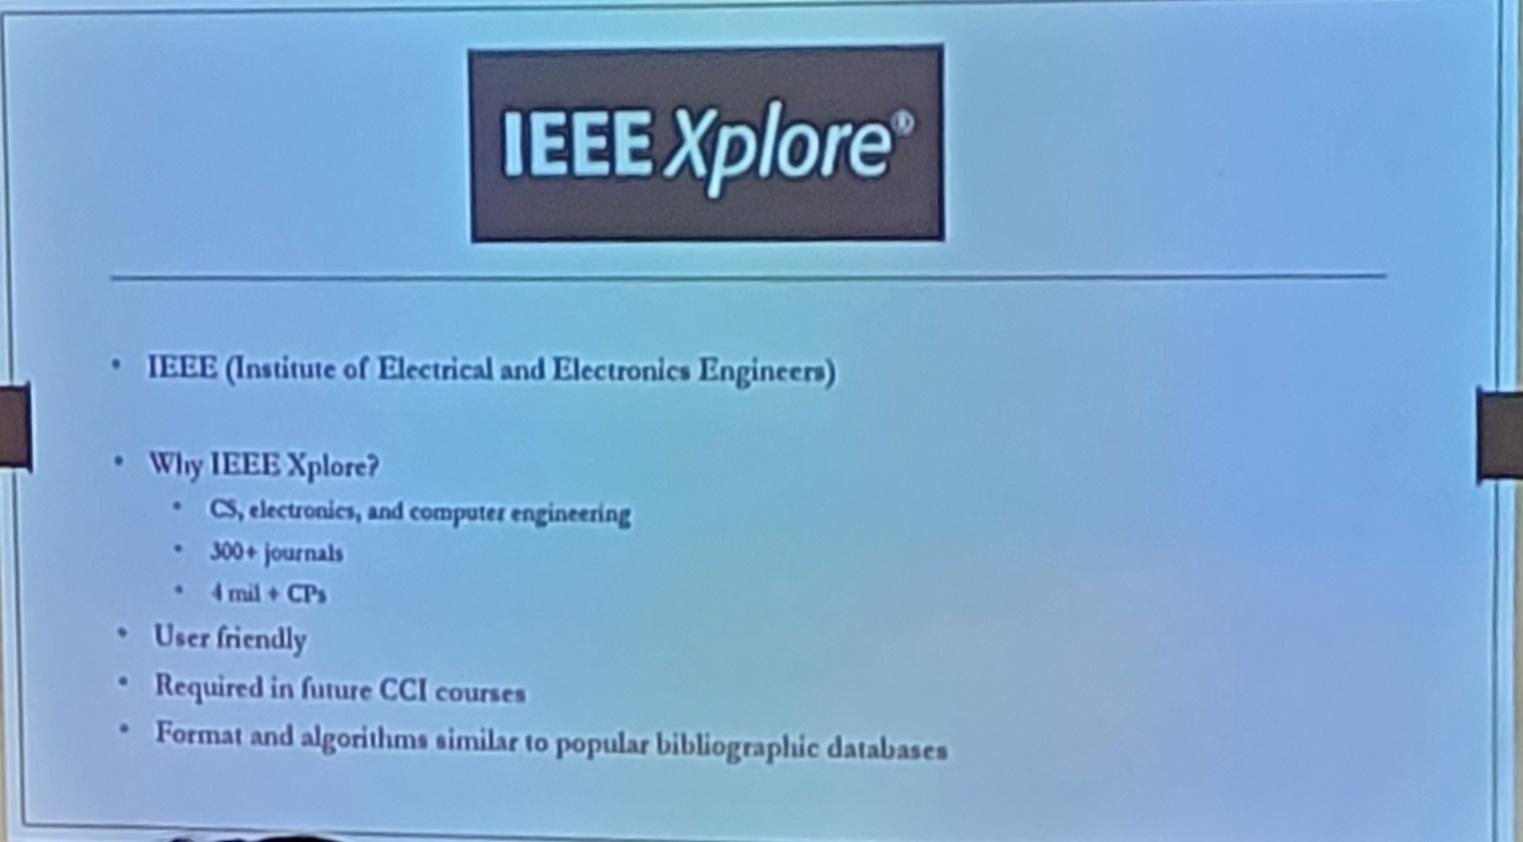 IEEE Xplore®
• IEEE (Institute of Electrical and Electronics Engineers)
• Why IEEE Xplore?
• CS, electronics, and computer engineering
• 300+ journals
• 4 mil + CPs
• User friendly
• Required in future CCI courses
• Format and algorithms similar to popular bibliographic databases